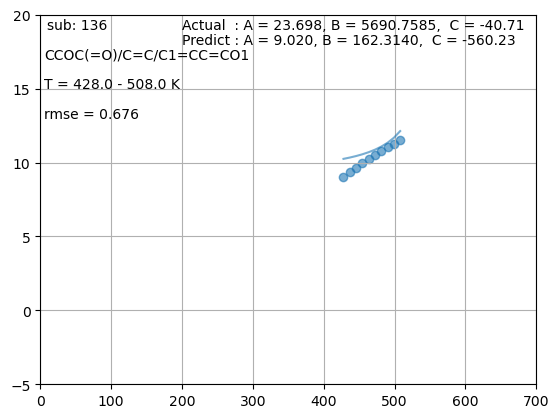 sub: 136
Actual : A = 23.698, B = 5690.7585, C = -40.71
Predict : A = 9.020, B = 162.3140, C = -560.23
CCOC(=O)/C=C/C1=CC=CO1
T = 428.0 - 508.0 K
rmse = 0.676
20
15
10
5
0
−5
0 100 200 300 400 500 600 700